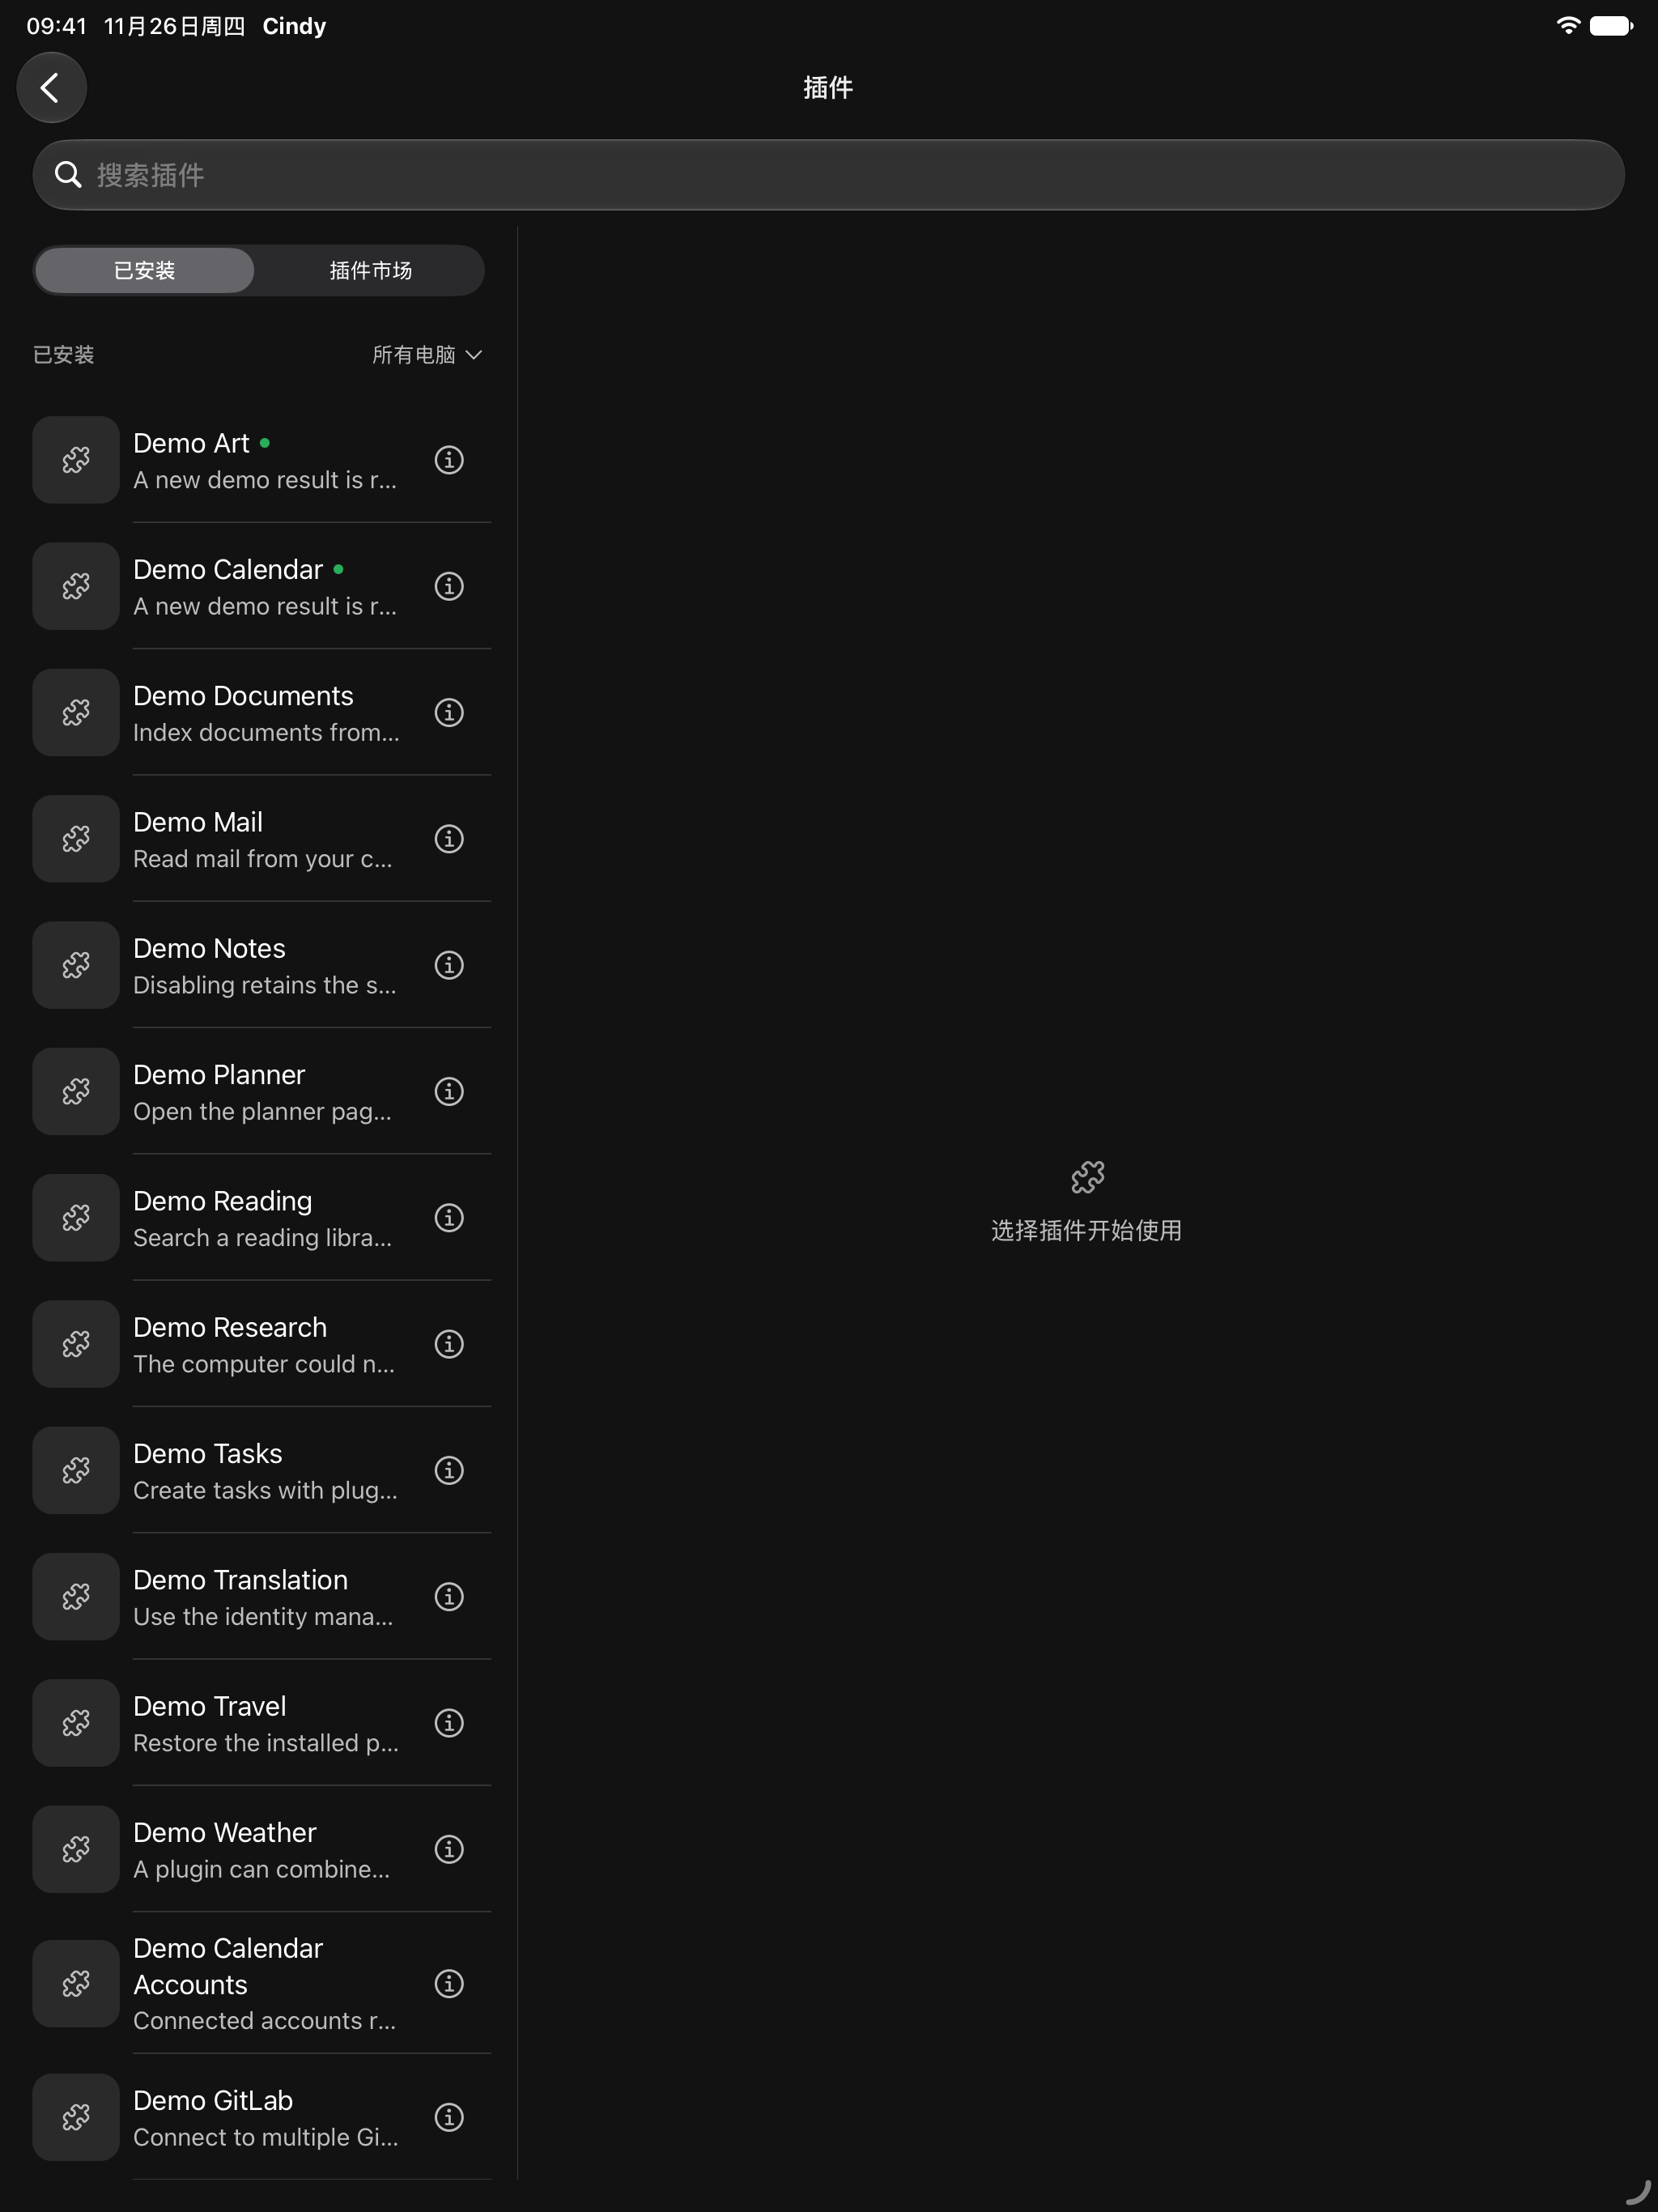 09:41 11月26日周四 Cindy
插件
搜索插件
已安装 插件市场
已安装 所有电脑
Demo Art
A new demo result is r...
Demo Calendar
A new demo result is r...
Demo Documents
Index documents from...
Demo Mail
Read mail from your c...
Demo Notes
Disabling retains the s...
Demo Planner
Open the planner pag...
Demo Reading
Search a reading libra...
Demo Research
The computer could n...
Demo Tasks
Create tasks with plug...
Demo Translation
Use the identity mana...
Demo Travel
Restore the installed p...
Demo Weather
A plugin can combine...
Demo Calendar
Accounts
Connected accounts r...
Demo GitLab
Connect to multiple Gi...
选择插件开始使用